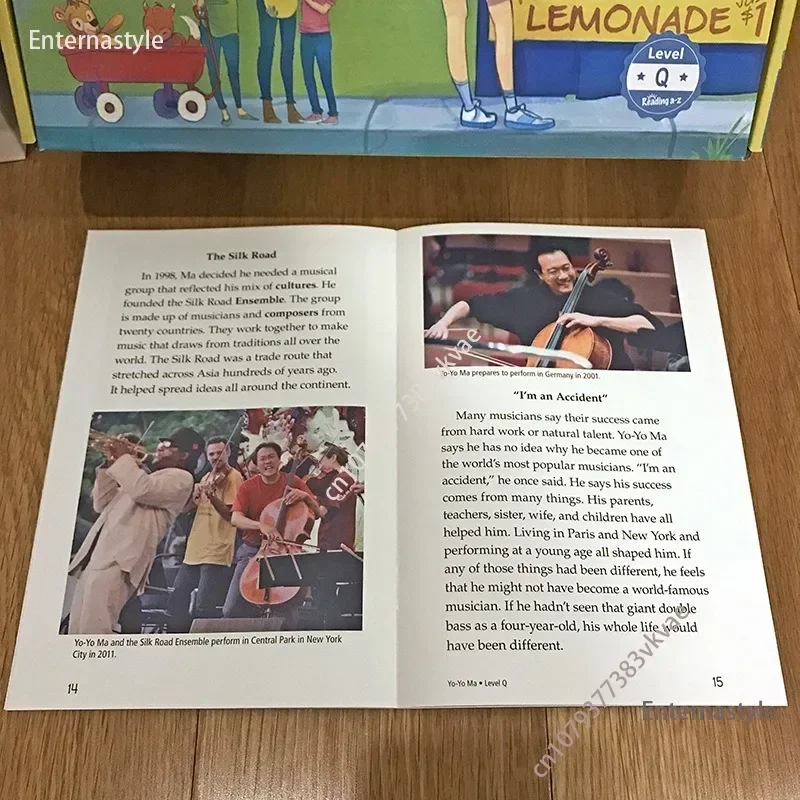 Enternastyle
LEMONADE
$1
Level
Q
Reading a-z
The Silk Road
In 1998, Ma decided he needed a musical
group that reflected his mix of cultures. He
founded the Silk Road Ensemble. The group
is made up of musicians and composers from
twenty countries. They work together to make
music that draws from traditions all over the
world. The Silk Road was a trade route that
stretched across Asia hundreds of years ago.
It helped spread ideas all around the continent.
Yo-Yo Ma and the Silk Road Ensemble perform in Central Park in New York
City in 2011.
14
Yo-Yo Ma prepares to perform in Germany in 2001.
"I'm an Accident"
Many musicians say their success came
from hard work or natural talent. Yo-Yo Ma
says he has no idea why he became one of
the world's most popular musicians. "I'm an
accident," he once said. He says his success
comes from many things. His parents,
teachers, sister, wife, and children have all
helped him. Living in Paris and New York and
performing at a young age all shaped him. If
any of those things had been different, he feels
that he might not have become a world-famous
musician. If he hadn't seen that giant double
bass as a four-year-old, his whole life would
have been different.
Yo-Yo Ma • Level Q
15
cn1079377383vkvae
cn1079377383vkvae
Enternastyle